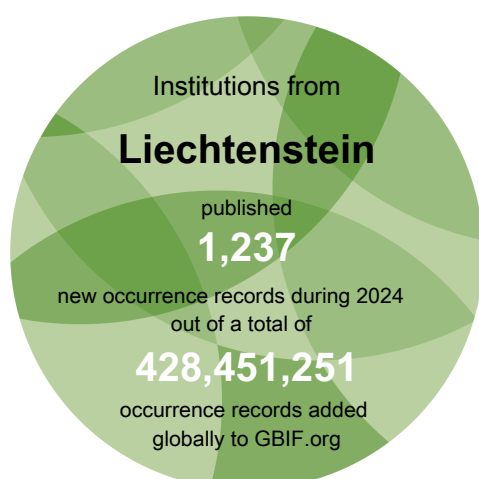 Institutions from
Liechtenstein
published
1,237
new occurrence records during 2024
out of a total of
428,451,251
occurrence records added
globally to GBIF.org